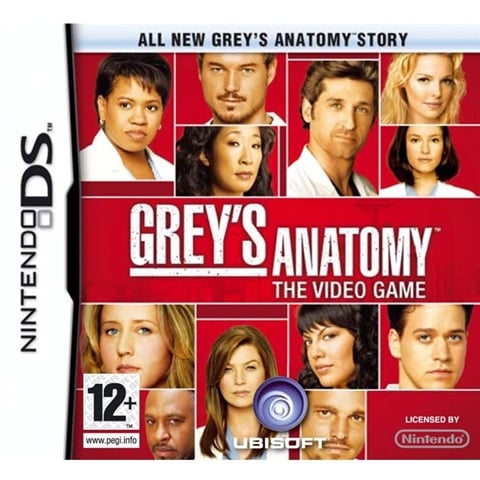 ALL NEW GREY'S ANATOMY™ STORY
NINTENDO DS™
GREY'S
ANATOMY™
THE VIDEO GAME
12+
www.pegi.info
UBISOFT
LICENSED BY
Nintendo